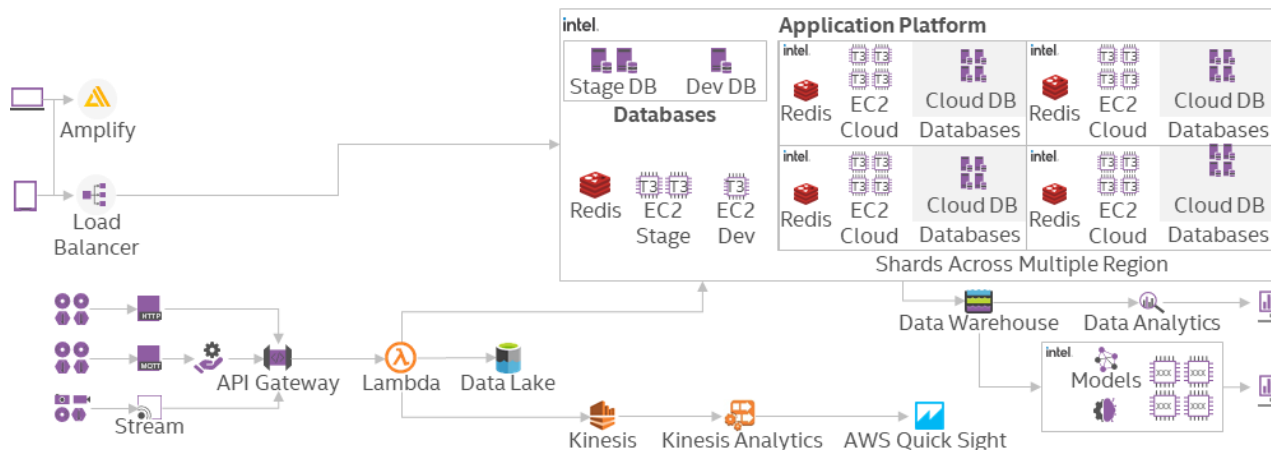 intel.
Application Platform
Stage DB
Dev DB
Databases
Redis
T3 T3
EC2
Stage
T3
EC2
Dev
intel.
Redis
T3 T3
T3 T3
EC2
Cloud
Cloud DB
Databases
intel.
Redis
T3 T3
T3 T3
EC2
Cloud
Cloud DB
Databases
intel.
Redis
T3 T3
T3 T3
EC2
Cloud
Cloud DB
Databases
intel.
Redis
T3 T3
T3 T3
EC2
Cloud
Cloud DB
Databases
Shards Across Multiple Region
Amplify
Load
Balancer
HTTP
MQTT
Stream
API Gateway
Lambda
Data Lake
Kinesis
Kinesis Analytics
AWS Quick Sight
Data Warehouse
Data Analytics
intel.
Models
XXX XXX
XXX XXX